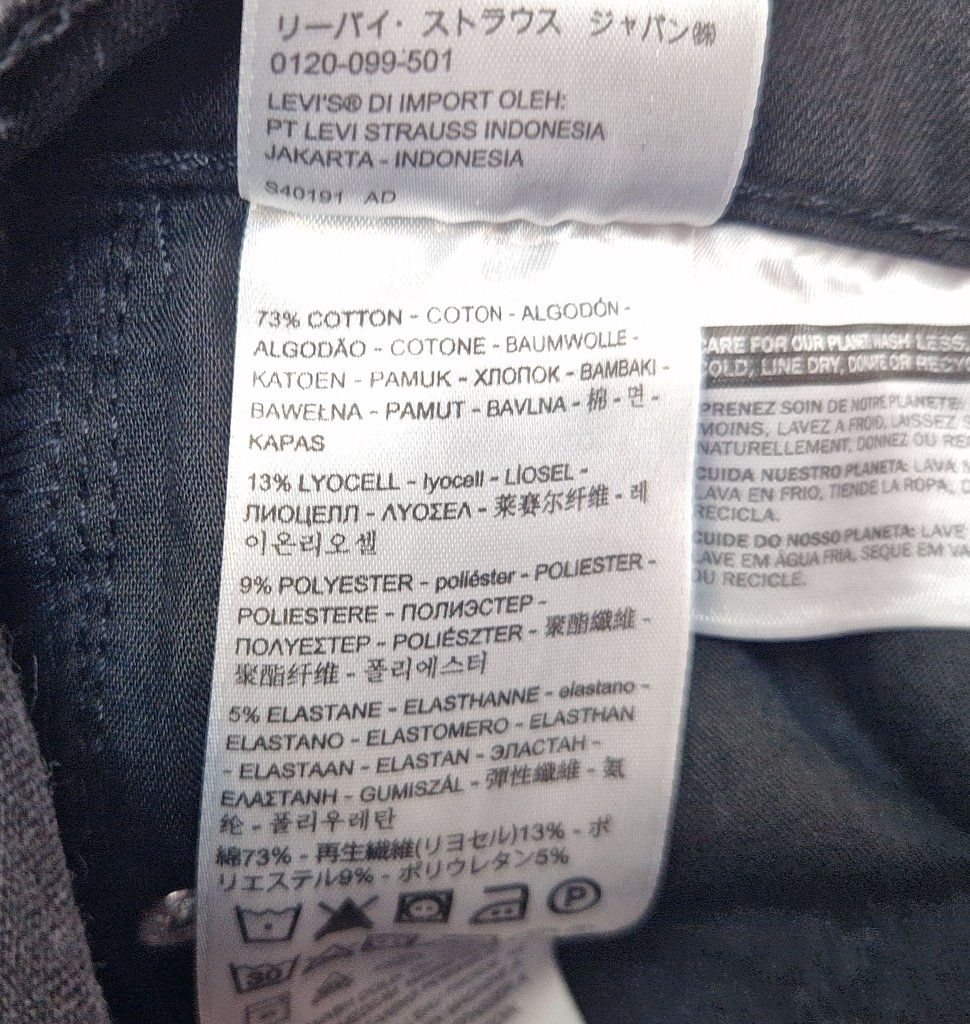 リーバイ・ストラウス ジャパン㈱
0120-099-501
LEVI'S® DI IMPORT OLEH:
PT LEVI STRAUSS INDONESIA
JAKARTA - INDONESIA
S40191 AD
73% COTTON - COTON - ALGODÓN -
ALGODÃO - COTONE - BAUMWOLLE -
KATOEN - PAMUK - ХЛОПОК - BAMBAKI -
BAWEŁNA - PAMUT - BAVLNA - 棉 - 면 -
KAPAS
13% LYOCELL - lyocell - LÍOSEL -
ЛИОЦЕЛЛ - ΛΥΟΣΕΛ - 莱赛尔纤维 - 레
이온리오셀
9% POLYESTER - poliéster - POLIESTER -
POLIESTERE - ПОЛИЭСТЕР -
ΠΟΛΥΕΣΤΕΡ - POLIÉSZTER - 聚酯纖維 -
聚酯纤维 - 폴리에스터
5% ELASTANE - ELASTHANNE - elastano -
ELASTANO - ELASTOMERO - ELASTHAN
- ELASTAAN - ELASTAN - ЭЛАСТАН -
ΕΛΑΣΤΑΝΗ - GUMISZÁL - 彈性纖維 - 氨
纶 - 폴리우레탄
綿73% - 再生繊維(リヨセル)13% - ポ
リエステル9% - ポリウレタン5%
P
30
ARE FOR OUR PLANET: WASH LESS,
OLD, LINE DRY, DONATE OR RECYC
PRENEZ SOIN DE NOTRE PLANETE:
MOINS, LAVEZ A FROID, LAISSEZ S
NATURELLEMENT, DONNEZ OU RE
CUIDA NUESTRO PLANETA: LAVA
LAVA EN FRIO, TIENDE LA ROPA,
RECICLA.
CUIDE DO NOSSO PLANETA: LAVE
LAVE EM ÁGUA FRIA, SEQUE EM VA
OU RECICLE.